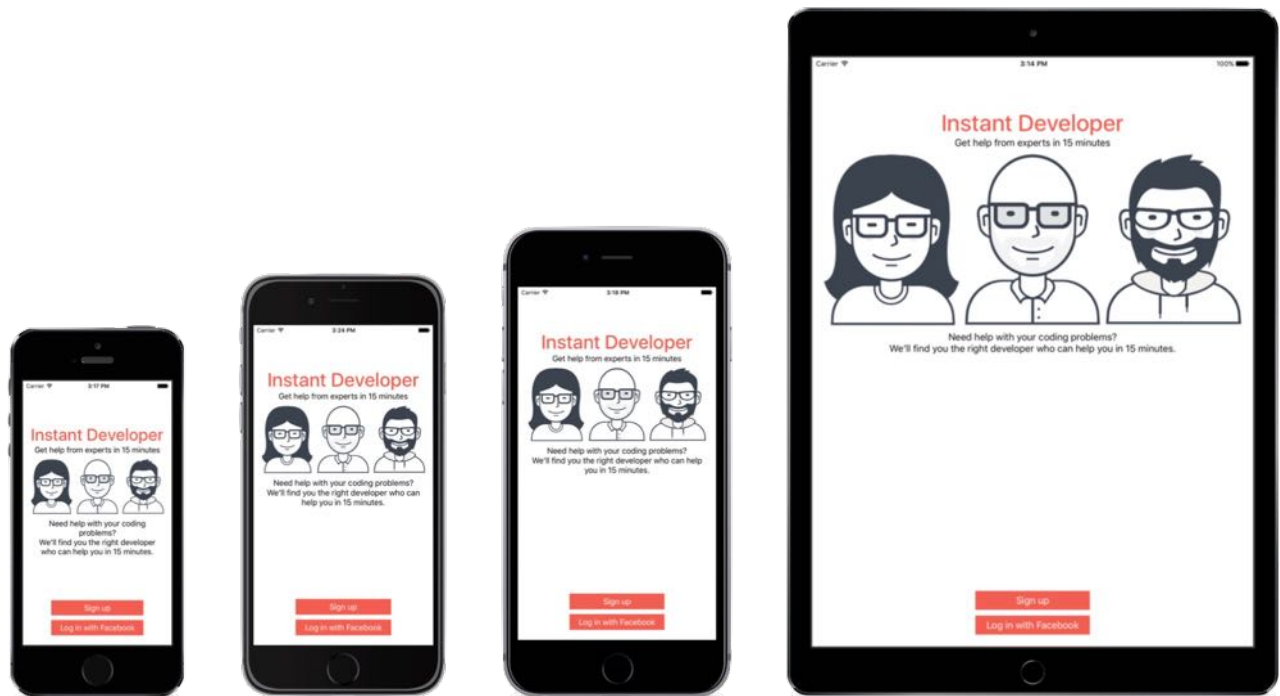 Carrier 3:17 PM
Instant Developer
Get help from experts in 15 minutes
Need help with your coding
problems?
We'll find you the right developer
who can help you in 15 minutes.
Sign up
Log in with Facebook
Carrier 3:24 PM
Instant Developer
Get help from experts in 15 minutes
Need help with your coding problems?
We'll find you the right developer who can
help you in 15 minutes.
Sign up
Log in with Facebook
Carrier 3:18 PM
Instant Developer
Get help from experts in 15 minutes
Need help with your coding problems?
We'll find you the right developer who can help
you in 15 minutes.
Sign up
Log in with Facebook
Carrier 3:14 PM 100%
Instant Developer
Get help from experts in 15 minutes
Need help with your coding problems?
We'll find you the right developer who can help you in 15 minutes.
Sign up
Log in with Facebook